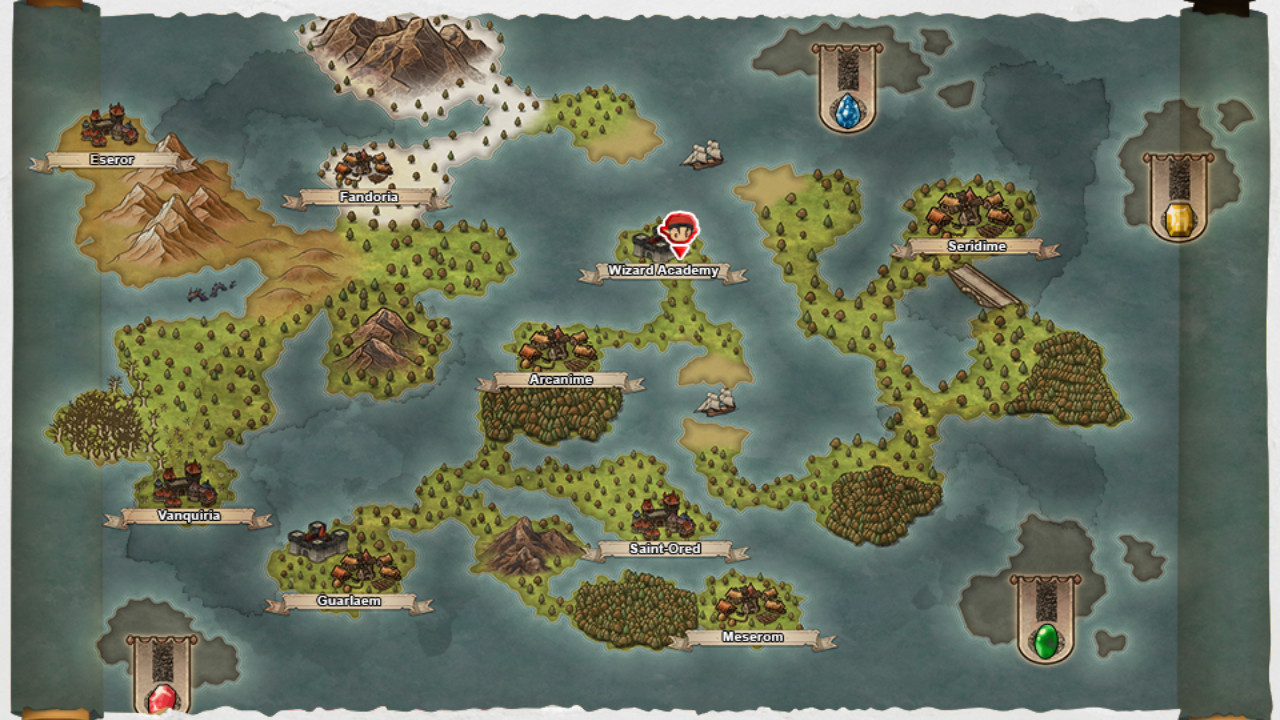 Eseror
Fandoria
Seridime
Wizard Academy
Arcanime
Vanquiria
Saint-Ored
Guarlaem
Meserom